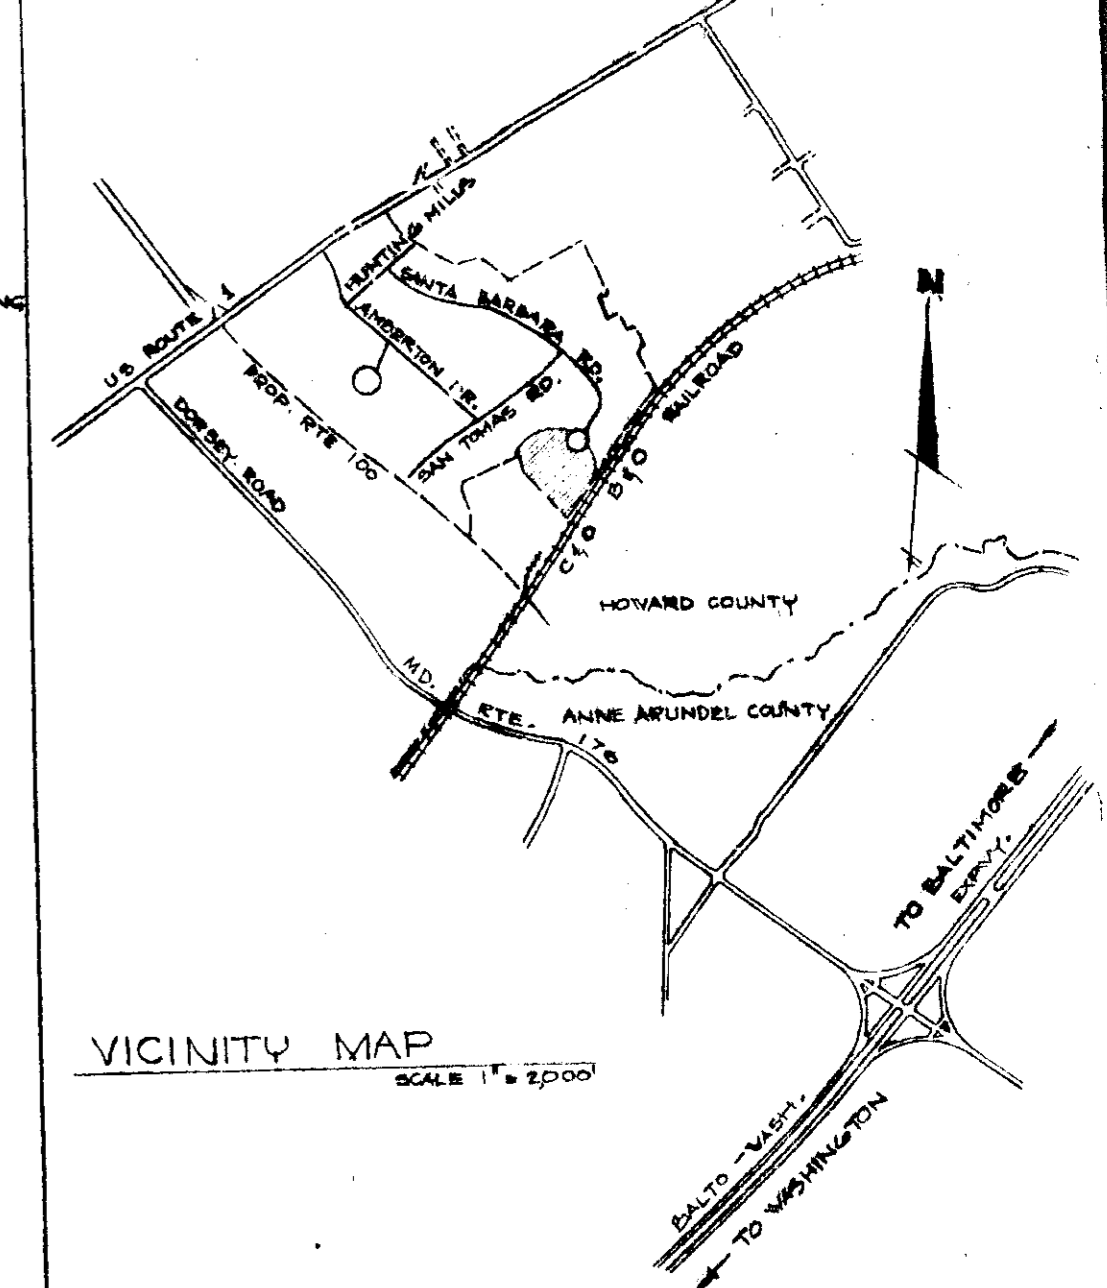 HUNTING MILLS
SANTA BARBARA RD.
N
US ROUTE 1
AMBERTON DR.
PROP. RTE 100
SAN TOMAS RD.
DORSEY ROAD
C&O B&O RAILROAD
HOWARD COUNTY
MD. RTE. 176
ANNE ARUNDEL COUNTY
TO BALTIMORE
EXPWY.
VICINITY MAP
SCALE 1" = 2,000'
BALTO - WASH.
TO WASHINGTON